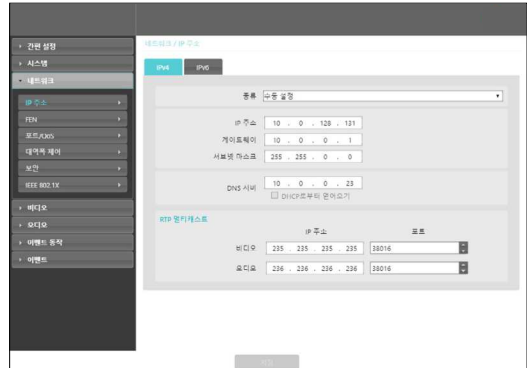 간편 설정
시스템
네트워크
IP 주소
FEN
포트/QoS
대역폭 제어
보안
IEEE 802.1X
비디오
오디오
이벤트 동작
이벤트
네트워크 / IP 주소
IPv4 IPv6
종류 수동 설정
IP 주소 10 . 0 . 128 . 131
게이트웨이 10 . 0 . 0 . 1
서브넷 마스크 255 . 255 . 0 . 0
DNS 서버 10 . 0 . 0 . 23
DHCP로부터 얻어오기
RTP 멀티캐스트
IP 주소 포트
비디오 235 . 235 . 235 . 235 38016
오디오 236 . 236 . 236 . 236 38016
저장